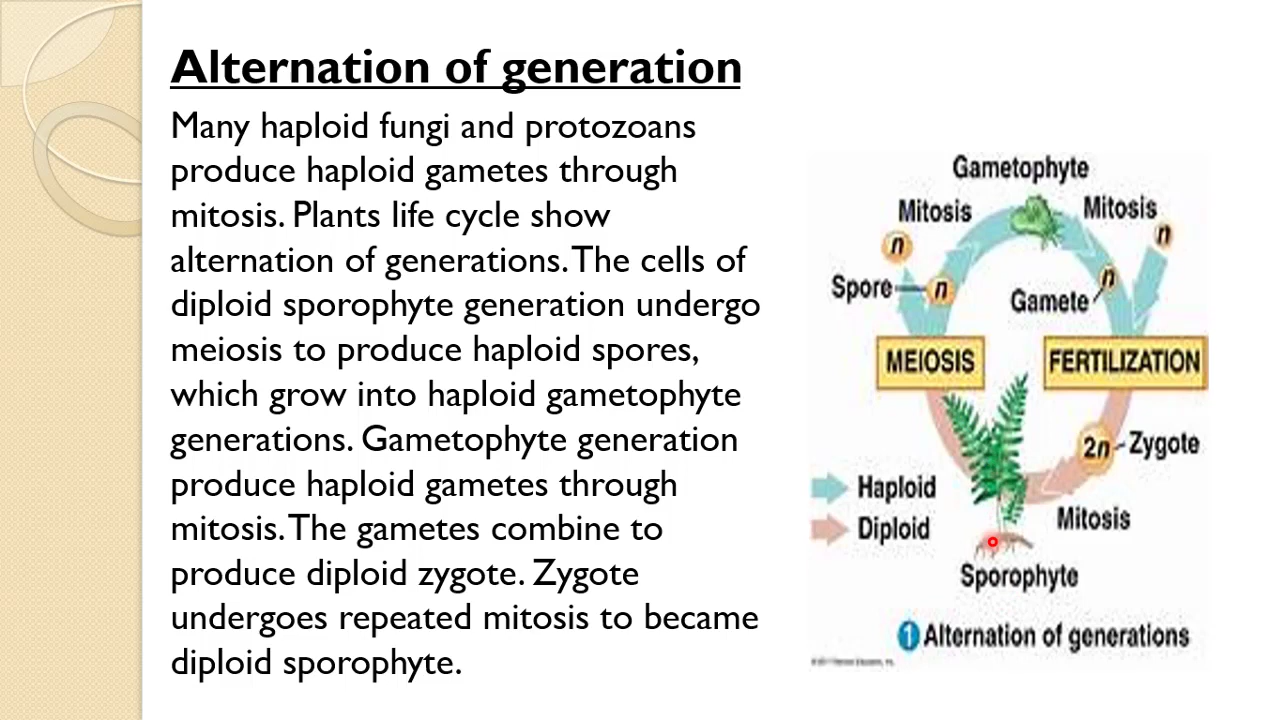 Alternation of generation
Many haploid fungi and protozoans
produce haploid gametes through
mitosis. Plants life cycle show
alternation of generations. The cells of
diploid sporophyte generation undergo
meiosis to produce haploid spores,
which grow into haploid gametophyte
generations. Gametophyte generation
produce haploid gametes through
mitosis. The gametes combine to
produce diploid zygote. Zygote
undergoes repeated mitosis to became
diploid sporophyte.
Gametophyte
Mitosis
Mitosis
n
n
Spore
n
Gamete
n
MEIOSIS
FERTILIZATION
2n
Zygote
Haploid
Diploid
Mitosis
Sporophyte
1 Alternation of generations